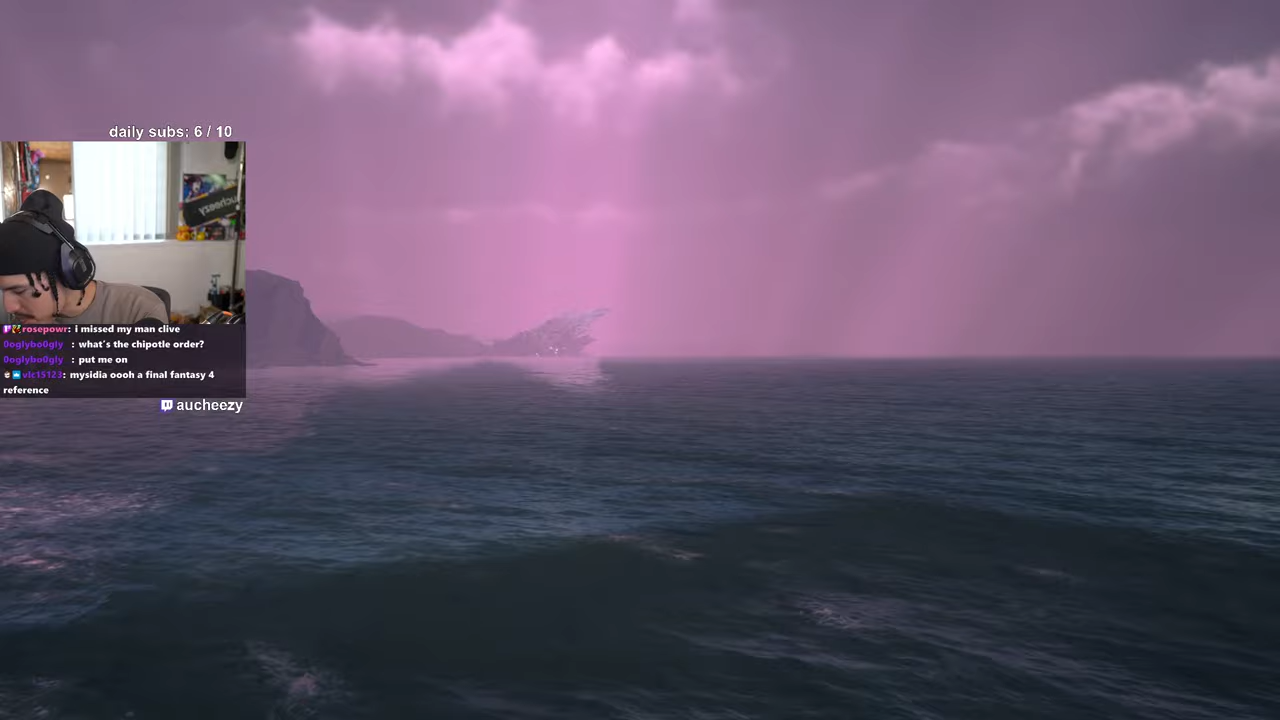 daily subs: 6 / 10
rosepowr: i missed my man clive
0oglybo0gly : what's the chipotle order?
0oglybo0gly : put me on
vlc15123: mysidia oooh a final fantasy 4
reference
aucheezy